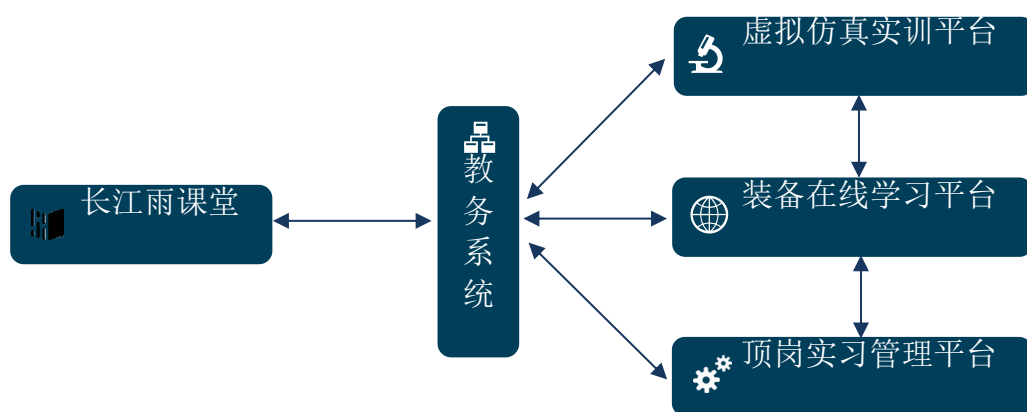 长江雨课堂
教务系统
虚拟仿真实训平台
装备在线学习平台
顶岗实习管理平台